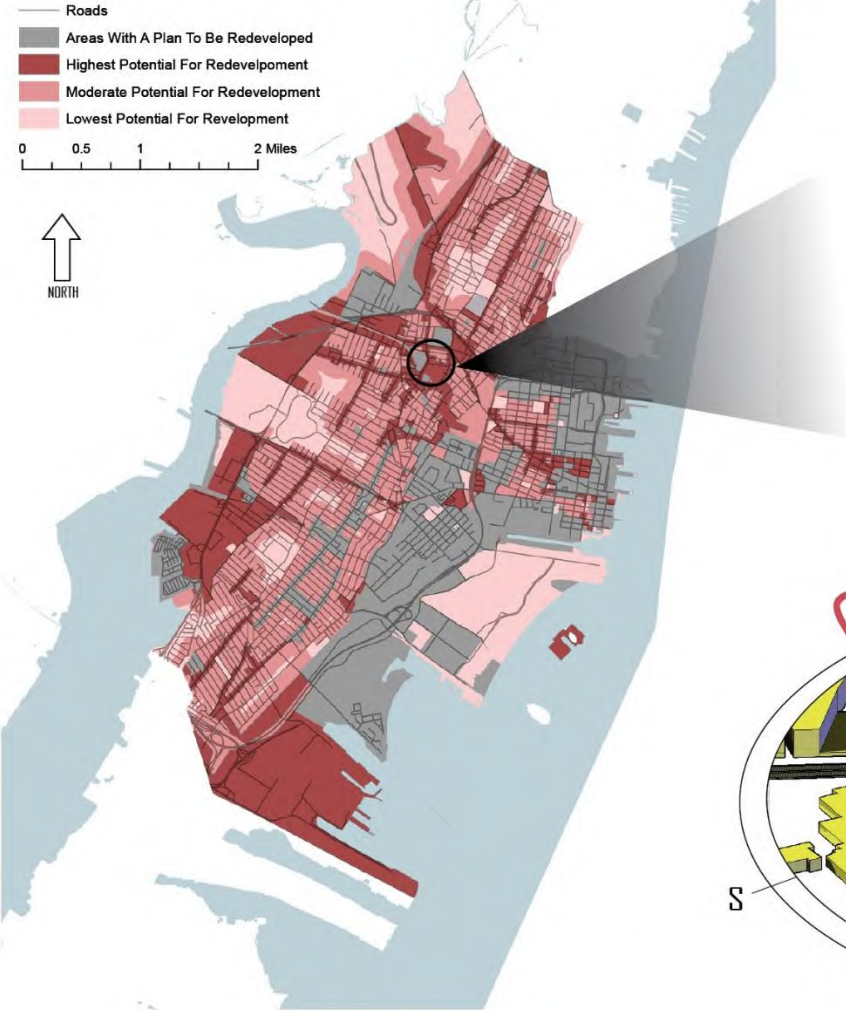 Roads
Areas With A Plan To Be Redeveloped
Highest Potential For Redevelpoment
Moderate Potential For Redevelopment
Lowest Potential For Revelopment
0 0.5 1 2 Miles
NORTH
S